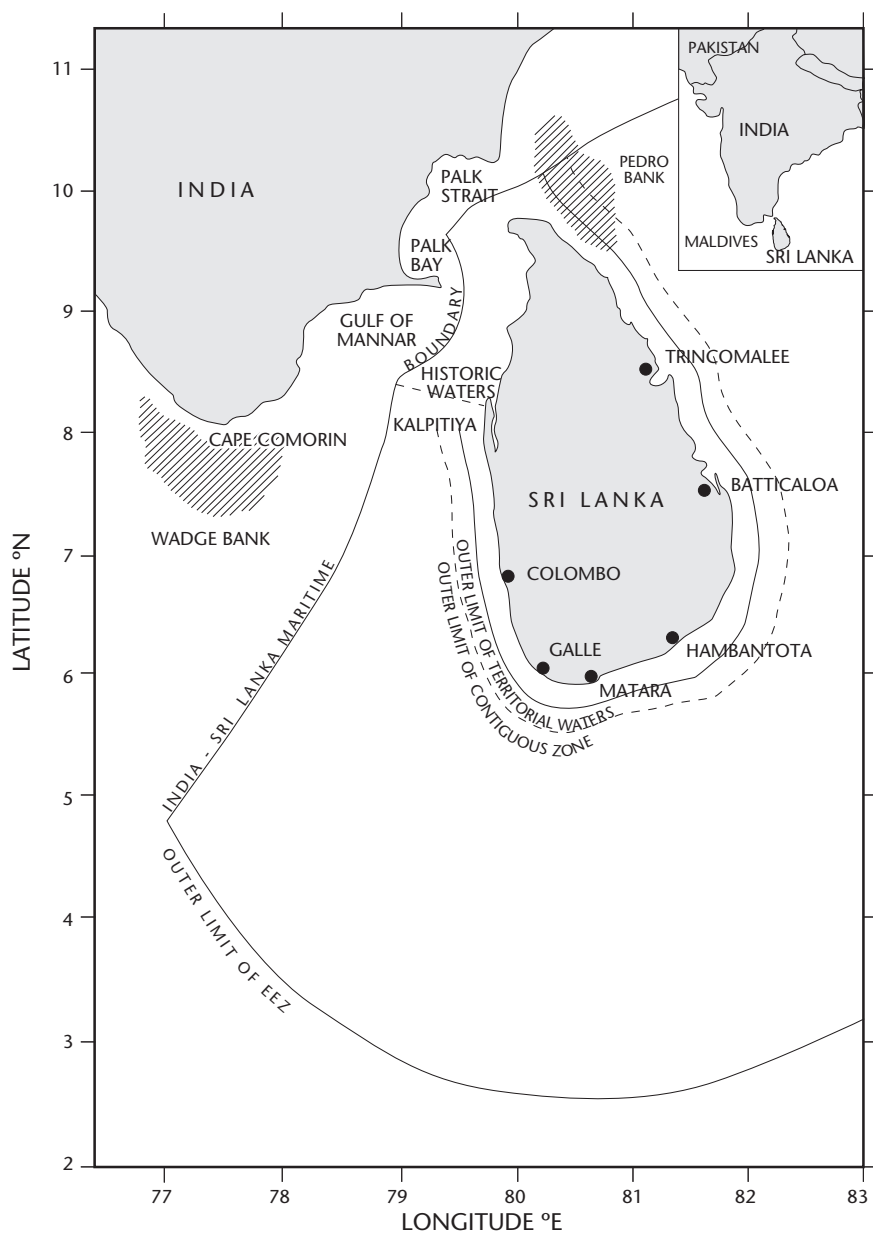 11
10
9
8
7
6
5
4
3
2
LATITUDE ºN
PAKISTAN
INDIA
MALDIVES
SRI LANKA
INDIA
PALK
STRAIT
PEDRO
BANK
PALK
BAY
GULF OF
MANNAR
BOUNDARY
HISTORIC
WATERS
TRINCOMALEE
KALPITIYA
CAPE COMORIN
BATTICALOA
SRI LANKA
WADGE BANK
COLOMBO
GALLE
HAMBANTOTA
MATARA
OUTER LIMIT OF TERRITORIAL WATERS
OUTER LIMIT OF CONTIGUOUS ZONE
INDIA - SRI LANKA MARITIME
OUTER LIMIT OF EEZ
77
78
79
80
81
82
83
LONGITUDE ºE